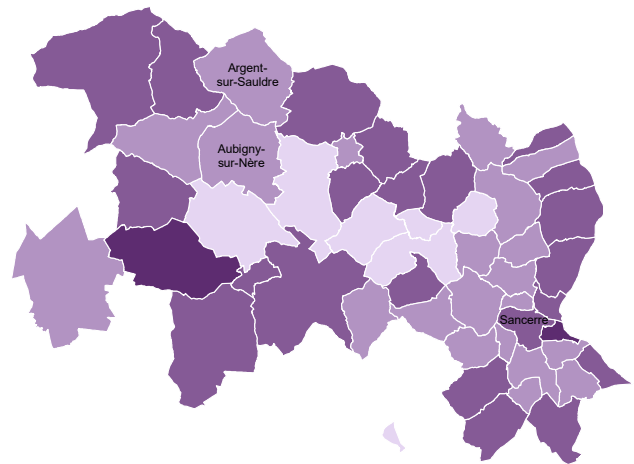 Argent-
sur-Sauldre
Aubigny-
sur-Nère
Sancerre